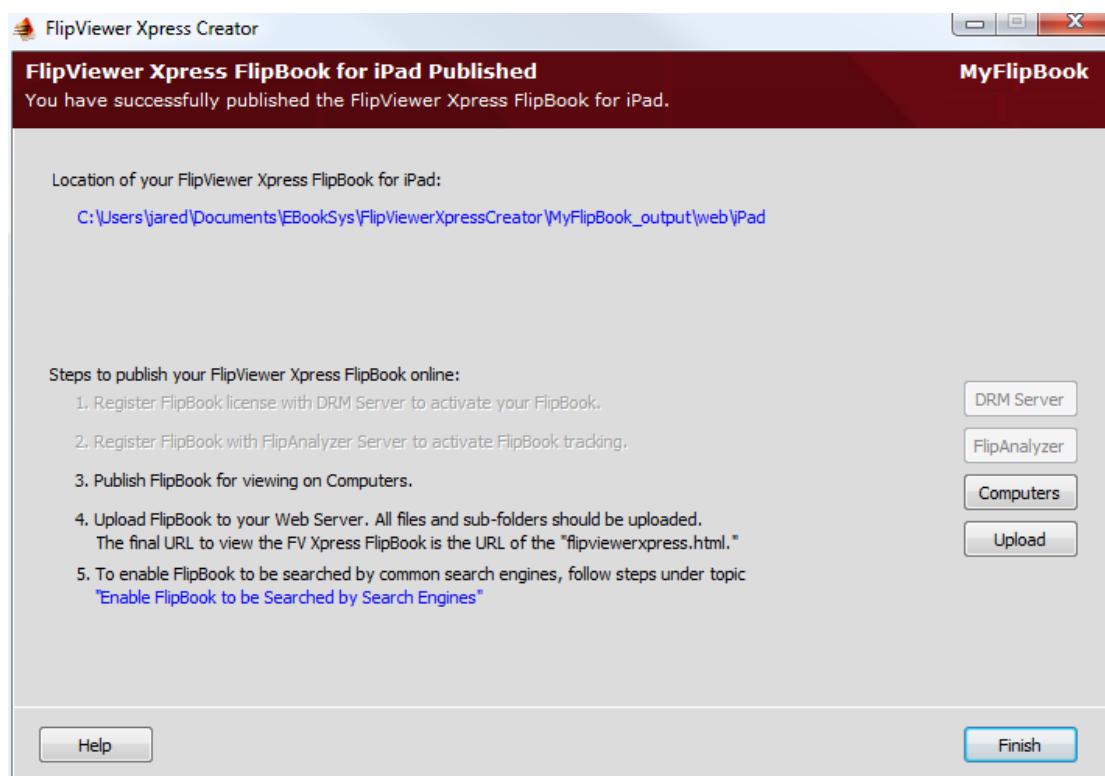 FlipViewer Xpress Creator
FlipViewer Xpress FlipBook for iPad Published
MyFlipBook
You have successfully published the FlipViewer Xpress FlipBook for iPad.
Location of your FlipViewer Xpress FlipBook for iPad:
C:\Users\jared\Documents\EBookSys\FlipViewerXpressCreator\MyFlipBook_output\web\iPad
Steps to publish your FlipViewer Xpress FlipBook online:
1. Register FlipBook license with DRM Server to activate your FlipBook.
DRM Server
2. Register FlipBook with FlipAnalyzer Server to activate FlipBook tracking.
FlipAnalyzer
3. Publish FlipBook for viewing on Computers.
Computers
4. Upload FlipBook to your Web Server. All files and sub-folders should be uploaded.
The final URL to view the FV Xpress FlipBook is the URL of the "flipviewerxpress.html."
Upload
5. To enable FlipBook to be searched by common search engines, follow steps under topic
"Enable FlipBook to be Searched by Search Engines"
Help
Finish